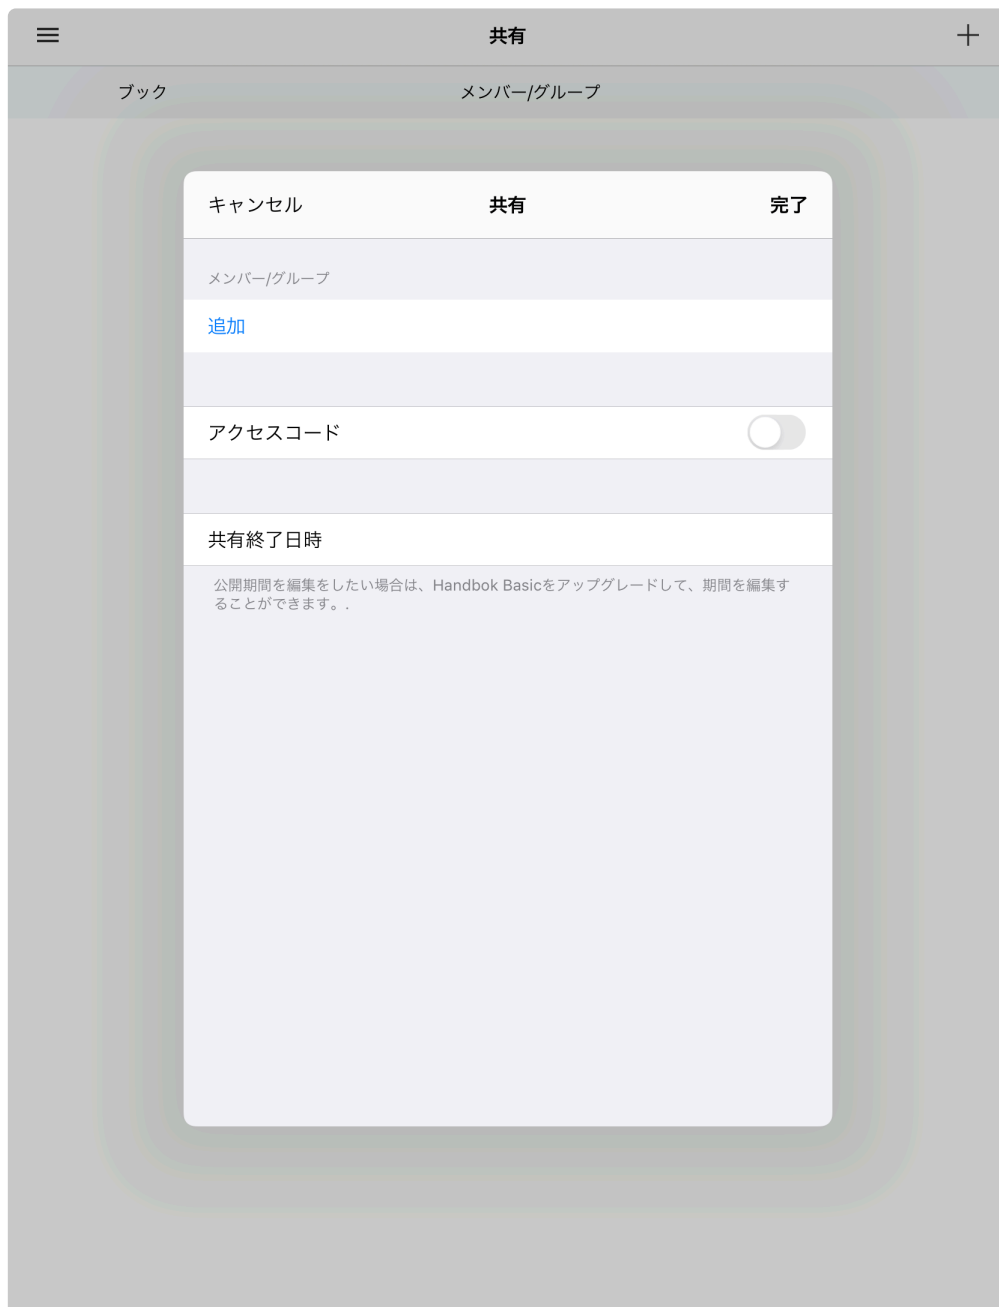 共有
ブック メンバー/グループ
キャンセル 共有 完了
メンバー/グループ
追加
アクセスコード
共有終了日時
公開期間を編集をしたい場合は、Handbok Basicをアップグレードして、期間を編集す
ることができます。.